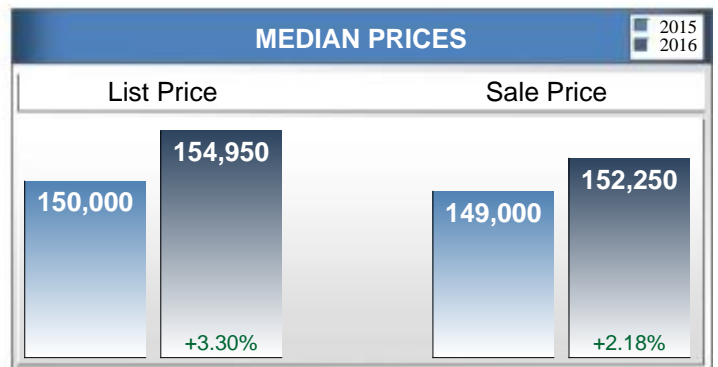 MEDIAN PRICES
2015
2016
List Price
Sale Price
150,000
154,950
+3.30%
149,000
152,250
+2.18%